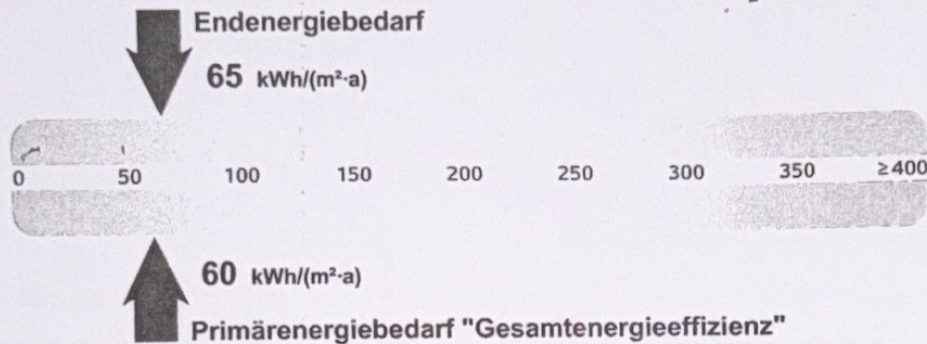 Endenergiebedarf
65 kWh/(m²·a)
0 50 100 150 200 250 300 350 ≥400
60 kWh/(m²·a)
Primärenergiebedarf "Gesamtenergieeffizienz"